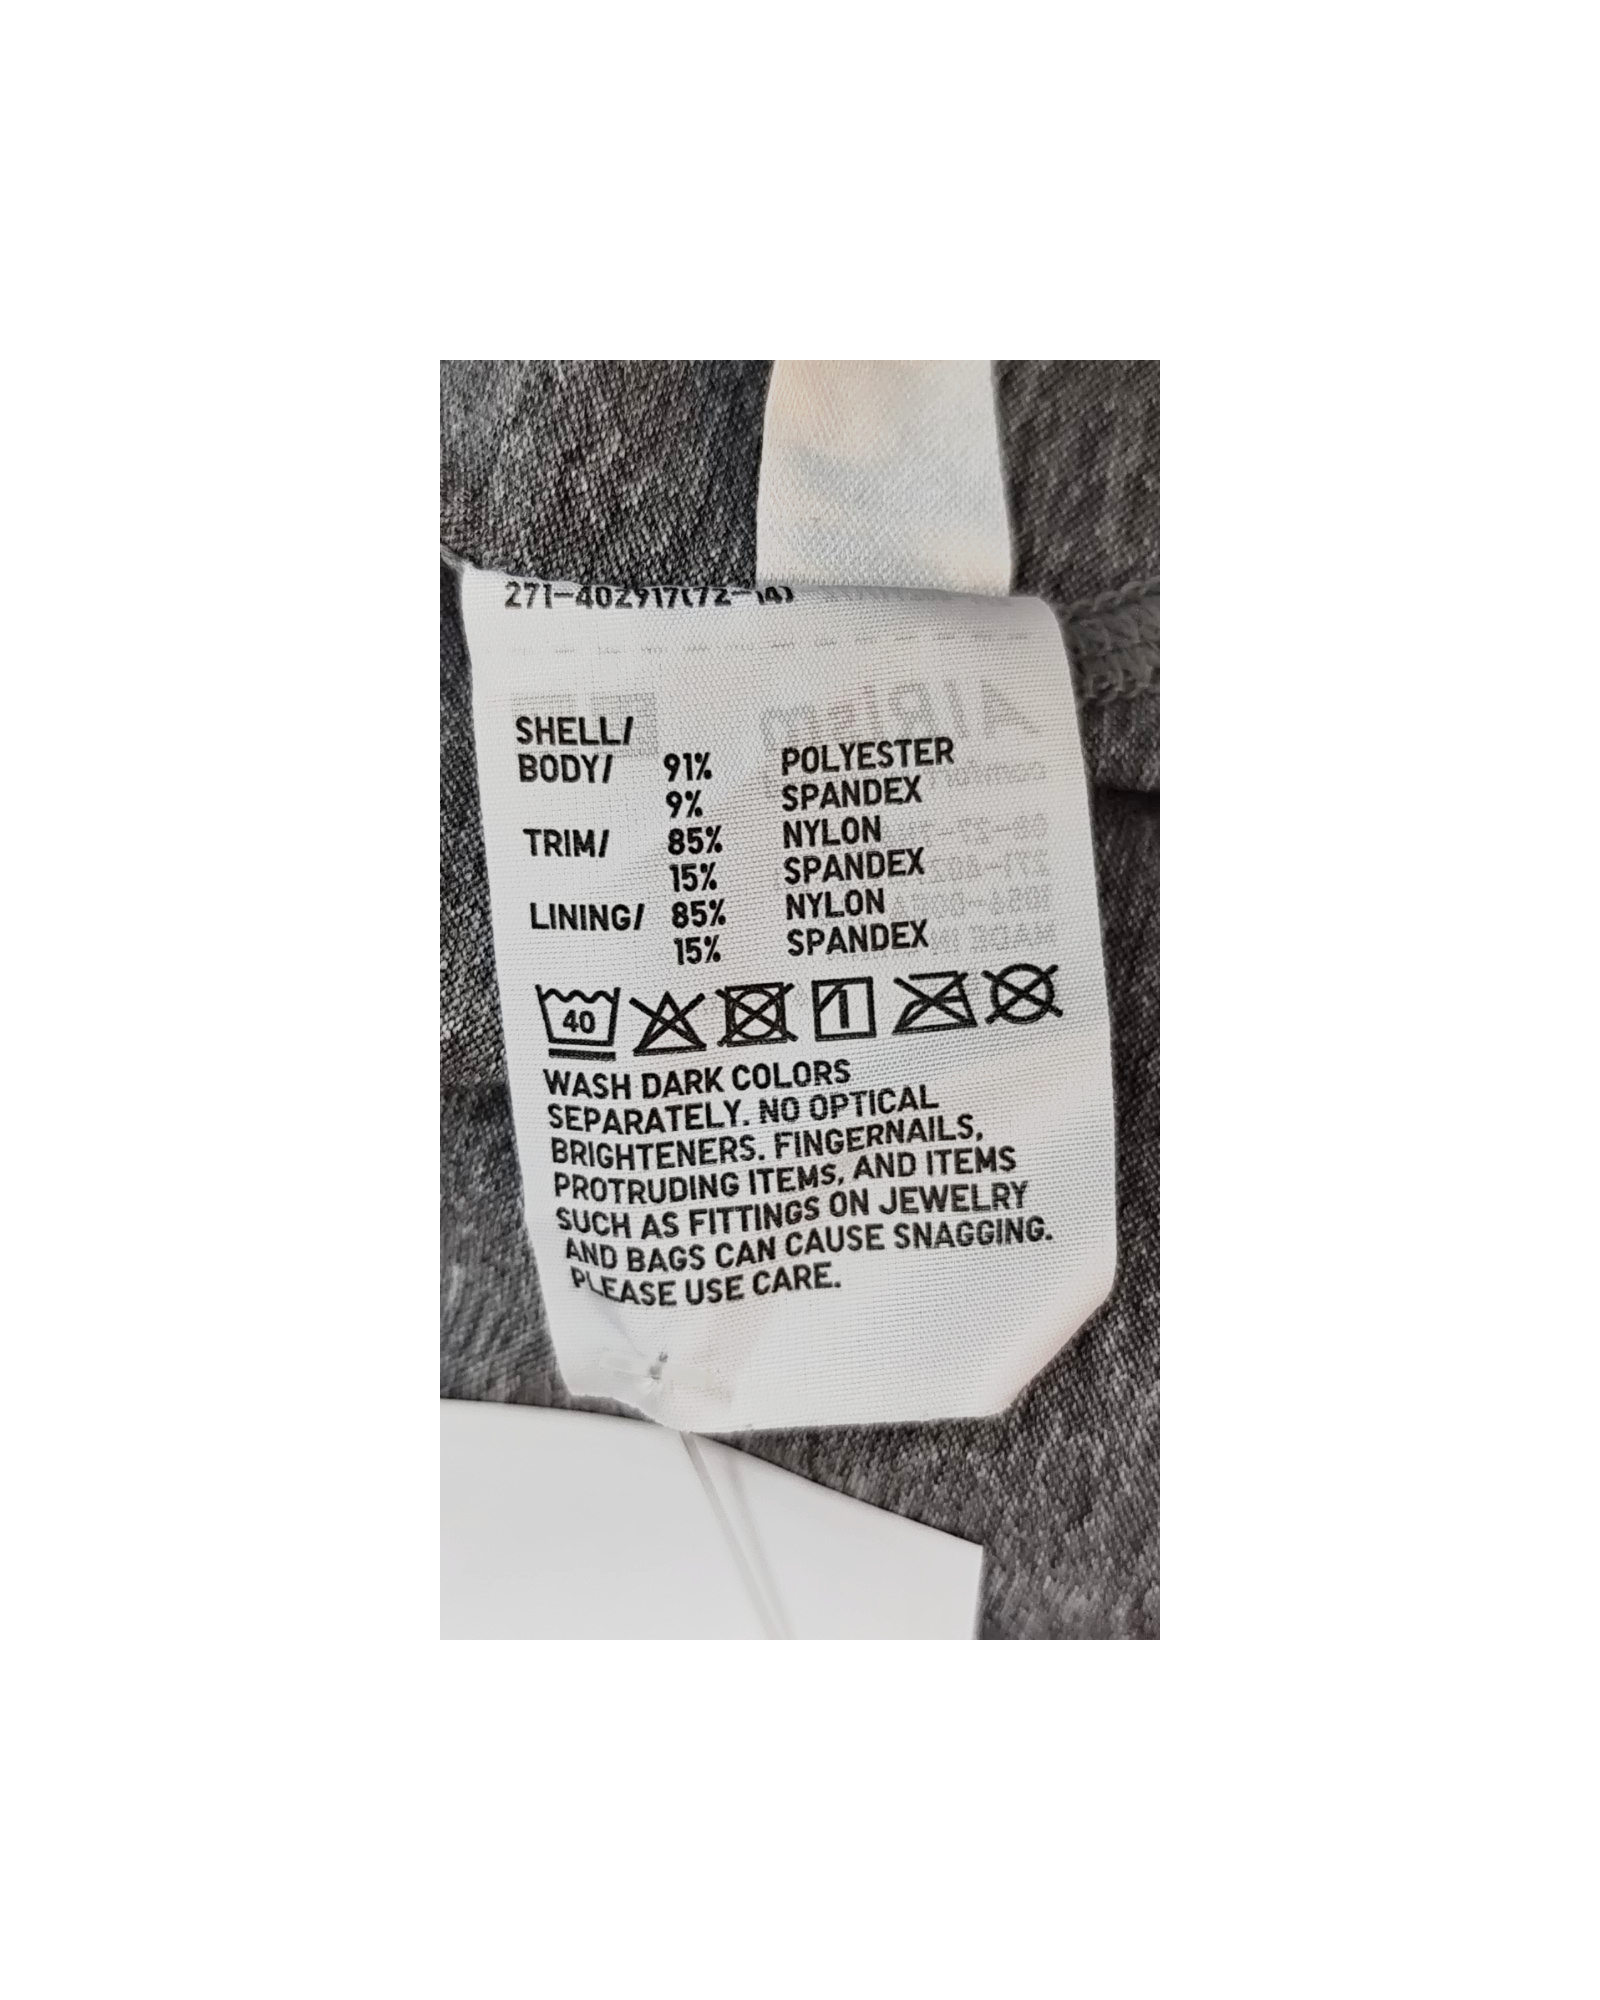 271-402917(72-14)
SHELL/
BODY/ 91% POLYESTER
9% SPANDEX
TRIM/ 85% NYLON
15% SPANDEX
LINING/ 85% NYLON
15% SPANDEX
40
WASH DARK COLORS
SEPARATELY. NO OPTICAL
BRIGHTENERS. FINGERNAILS,
PROTRUDING ITEMS, AND ITEMS
SUCH AS FITTINGS ON JEWELRY
AND BAGS CAN CAUSE SNAGGING.
PLEASE USE CARE.